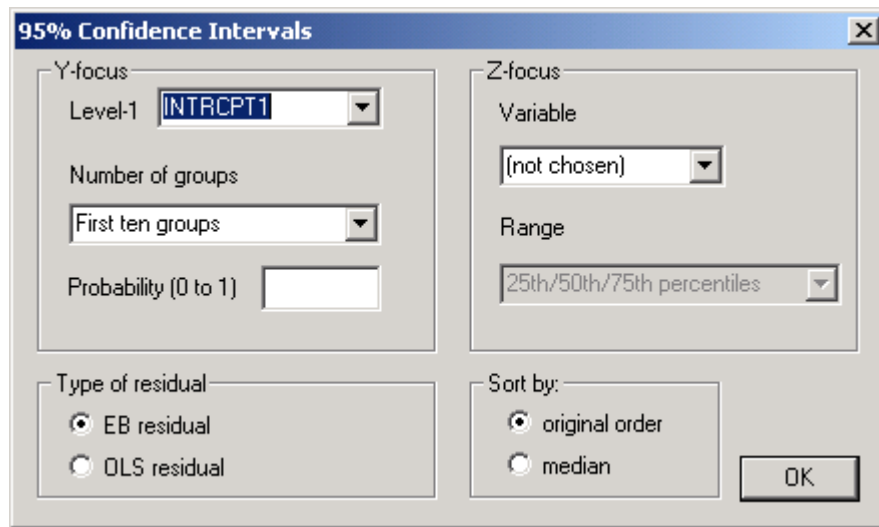 95% Confidence Intervals
Y-focus
Level-1 INTRCPT1
Number of groups
First ten groups
Probability (0 to 1)
Z-focus
Variable
(not chosen)
Range
25th/50th/75th percentiles
Type of residual
EB residual
OLS residual
Sort by:
original order
median
OK